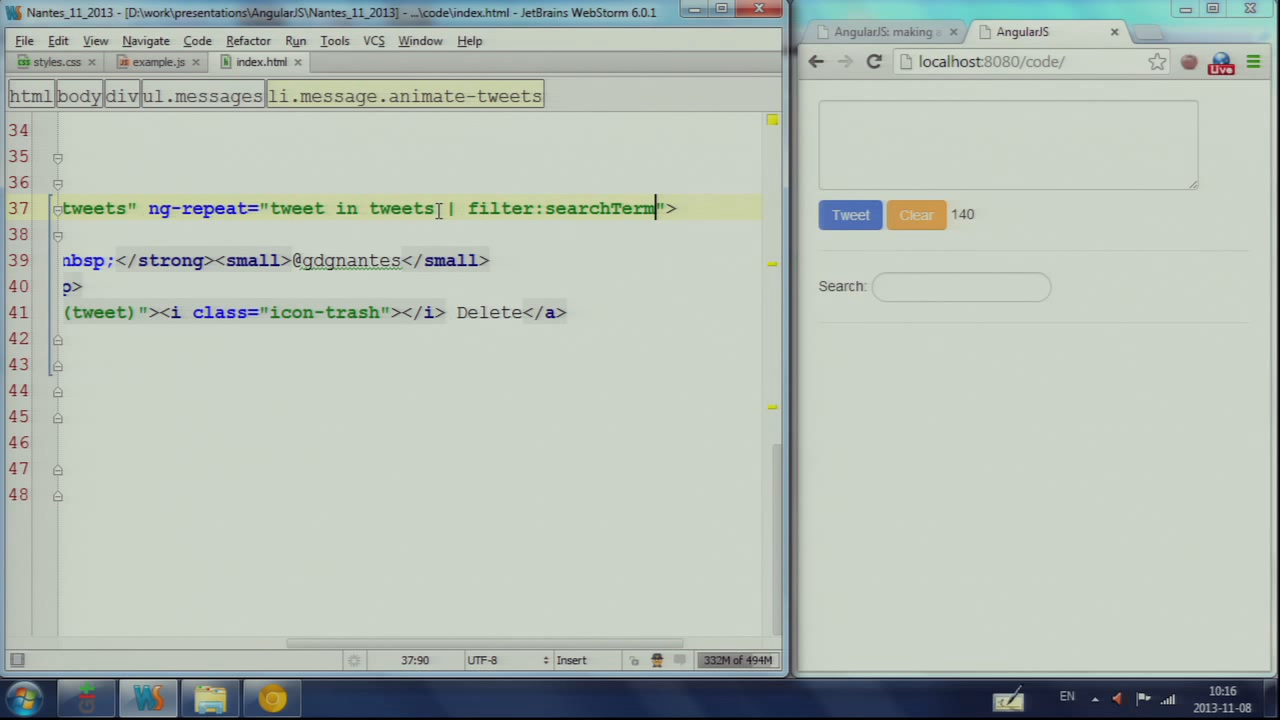 Nantes_11_2013 - [D:\work\presentations\AngularJS\Nantes_11_2013] - ...\code\index.html - JetBrains WebStorm 6.0.1
File Edit View Navigate Code Refactor Run Tools VCS Window Help
styles.css example.js index.html
html body div ul.messages li.message.animate-tweets
34
35
36
37 tweets" ng-repeat="tweet in tweets | filter:searchTerm">
38
39 nbsp;</strong><small>@gdgnantes</small>
40 p>
41 (tweet)"><i class="icon-trash"></i> Delete</a>
42
43
44
45
46
47
48
37:90 UTF-8 Insert 332M of 494M
AngularJS: making a AngularJS
localhost:8080/code/
Live
Tweet Clear 140
Search:
WS
EN
10:16
2013-11-08